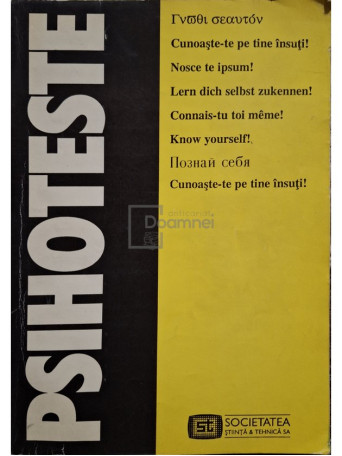 PSIHOTESTE
Γνῶθι σεαυτόν
Cunoaşte-te pe tine însuţi!
Nosce te ipsum!
Lern dich selbst zukennen!
Connais-tu toi même!
Know yourself!
Познай себя
Cunoaşte-te pe tine însuţi!
Doamnei
st
SOCIETATEA
ŞTIINŢĂ & TEHNICĂ SA